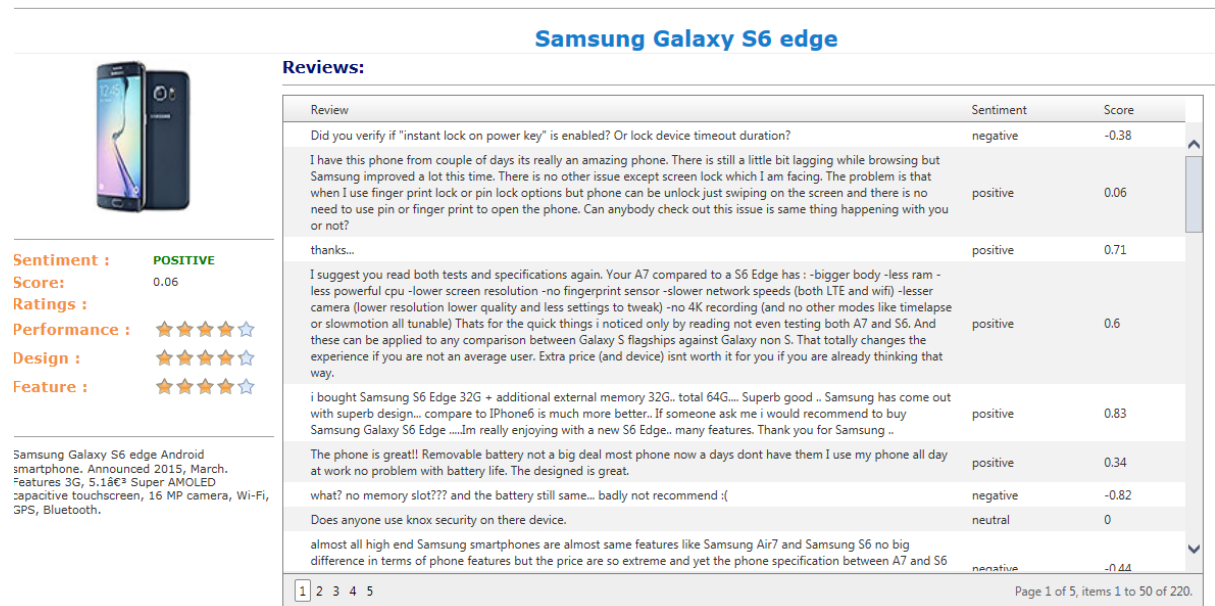 Samsung Galaxy S6 edge
Reviews:
Review Sentiment Score
Did you verify if "instant lock on power key" is enabled? Or lock device timeout duration? negative -0.38
I have this phone from couple of days its really an amazing phone. There is still a little bit lagging while browsing but
Samsung improved a lot this time. There is no other issue except screen lock which I am facing. The problem is that
when I use finger print lock or pin lock options but phone can be unlock just swiping on the screen and there is no
need to use pin or finger print to open the phone. Can anybody check out this issue is same thing happening with you
or not?
positive 0.06
thanks... positive 0.71
I suggest you read both tests and specifications again. Your A7 compared to a S6 Edge has : -bigger body -less ram -
less powerful cpu -lower screen resolution -no fingerprint sensor -slower network speeds (both LTE and wifi) -lesser
camera (lower resolution lower quality and less settings to tweak) -no 4K recording (and no other modes like timelapse
or slowmotion all tunable) Thats for the quick things i noticed only by reading not even testing both A7 and S6. And
these can be applied to any comparison between Galaxy S flagships against Galaxy non S. That totally changes the
experience if you are not an average user. Extra price (and device) isnt worth it for you if you are already thinking that
way.
positive 0.6
i bought Samsung S6 Edge 32G + additional external memory 32G.. total 64G.... Superb good .. Samsung has come out
with superb design... compare to IPhone6 is much more better.. If someone ask me i would recommend to buy
Samsung Galaxy S6 Edge .....Im really enjoying with a new S6 Edge.. many features. Thank you for Samsung ..
positive 0.83
The phone is great!! Removable battery not a big deal most phone now a days dont have them I use my phone all day
at work no problem with battery life. The designed is great.
positive 0.34
what? no memory slot??? and the battery still same... badly not recommend :( negative -0.82
Does anyone use knox security on there device. neutral 0
almost all high end Samsung smartphones are almost same features like Samsung Air7 and Samsung S6 no big
difference in terms of phone features but the price are so extreme and yet the phone specification between A7 and S6
negative -0.44
1 2 3 4 5 Page 1 of 5, items 1 to 50 of 220.
Sentiment : POSITIVE
Score: 0.06
Ratings :
Performance :
Design :
Feature :
Samsung Galaxy S6 edge Android
smartphone. Announced 2015, March.
Features 3G, 5.1â€³ Super AMOLED
capacitive touchscreen, 16 MP camera, Wi-Fi,
GPS, Bluetooth.